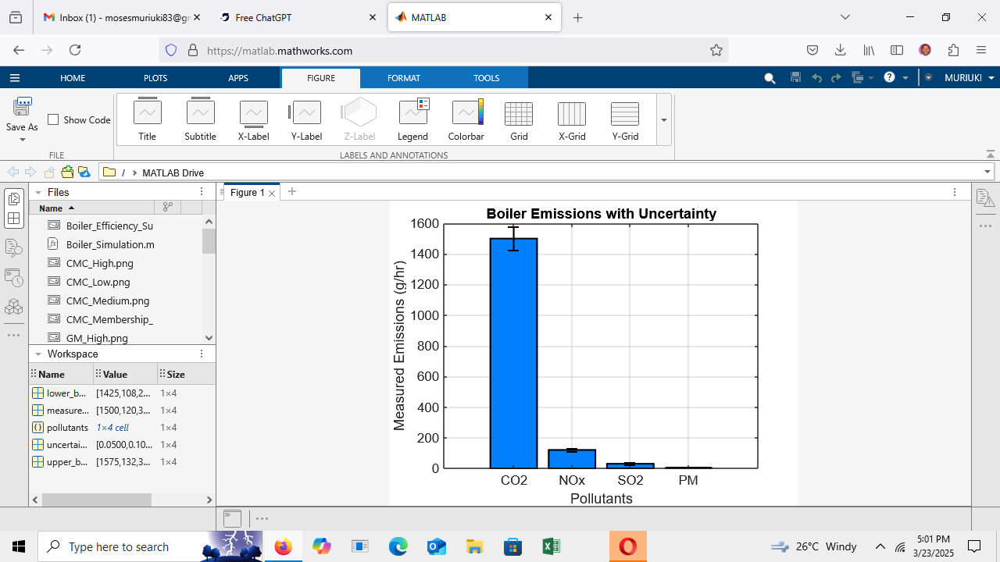 Inbox (1) - mosesmuriuki83@gr
Free ChatGPT
MATLAB
https://matlab.mathworks.com
HOME PLOTS APPS FIGURE FORMAT TOOLS
MURIUKI
Save As
Show Code
Title Subtitle X-Label Y-Label Z-Label Legend Colorbar Grid X-Grid Y-Grid
FILE LABELS AND ANNOTATIONS
/ MATLAB Drive
Files
Name
Boiler_Efficiency_Su
Boiler_Simulation.m
CMC_High.png
CMC_Low.png
CMC_Medium.png
CMC_Membership_
GM_High.png
Workspace
Name Value Size
lower_b... [1425,108,2... 1×4
measure... [1500,120,3... 1×4
pollutants 1×4 cell 1×4
uncertai... [0.0500,0.10... 1×4
upper_b... [1575,132,3... 1×4
Figure 1
Boiler Emissions with Uncertainty
Measured Emissions (g/hr)
1600
1400
1200
1000
800
600
400
200
0
CO2 NOx SO2 PM
Pollutants
Type here to search
26°C Windy
5:01 PM
3/23/2025